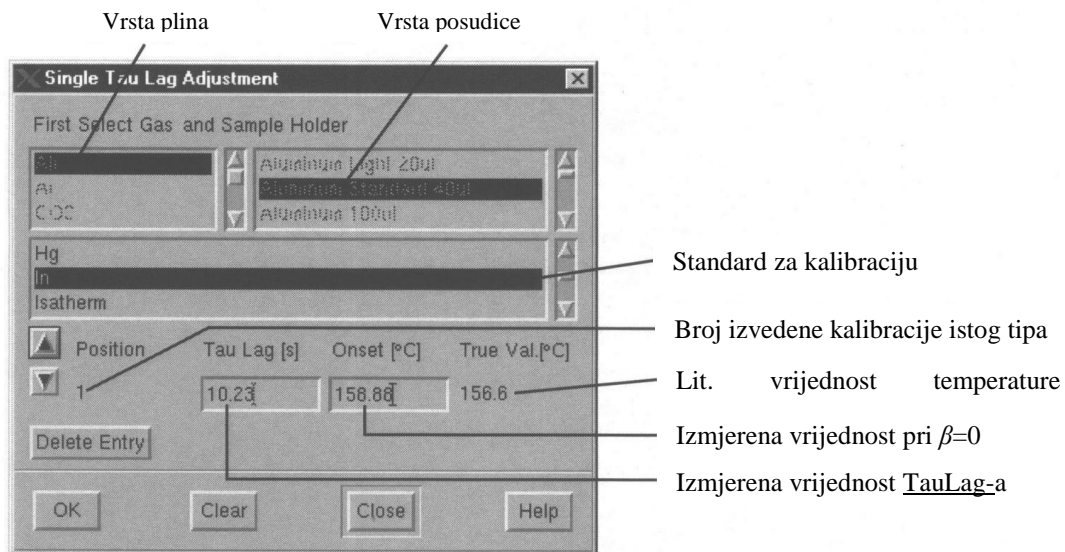 Vrsta plina Vrsta posudice
Single Tau Lag Adjustment
First Select Gas and Sample Holder
Aluminum Light 20ul
Aluminum Standard 40ul
Aluminum 100ul
Hg
In
Isatherm
Standard za kalibraciju
Position Tau Lag [s] Onset [°C] True Val.[°C]
1 10.23 158.88 156.6
Broj izvedene kalibracije istog tipa
Lit. vrijednost temperature
Izmjerena vrijednost pri β=0
Izmjerena vrijednost TauLag-a
Delete Entry
OK Clear Close Help